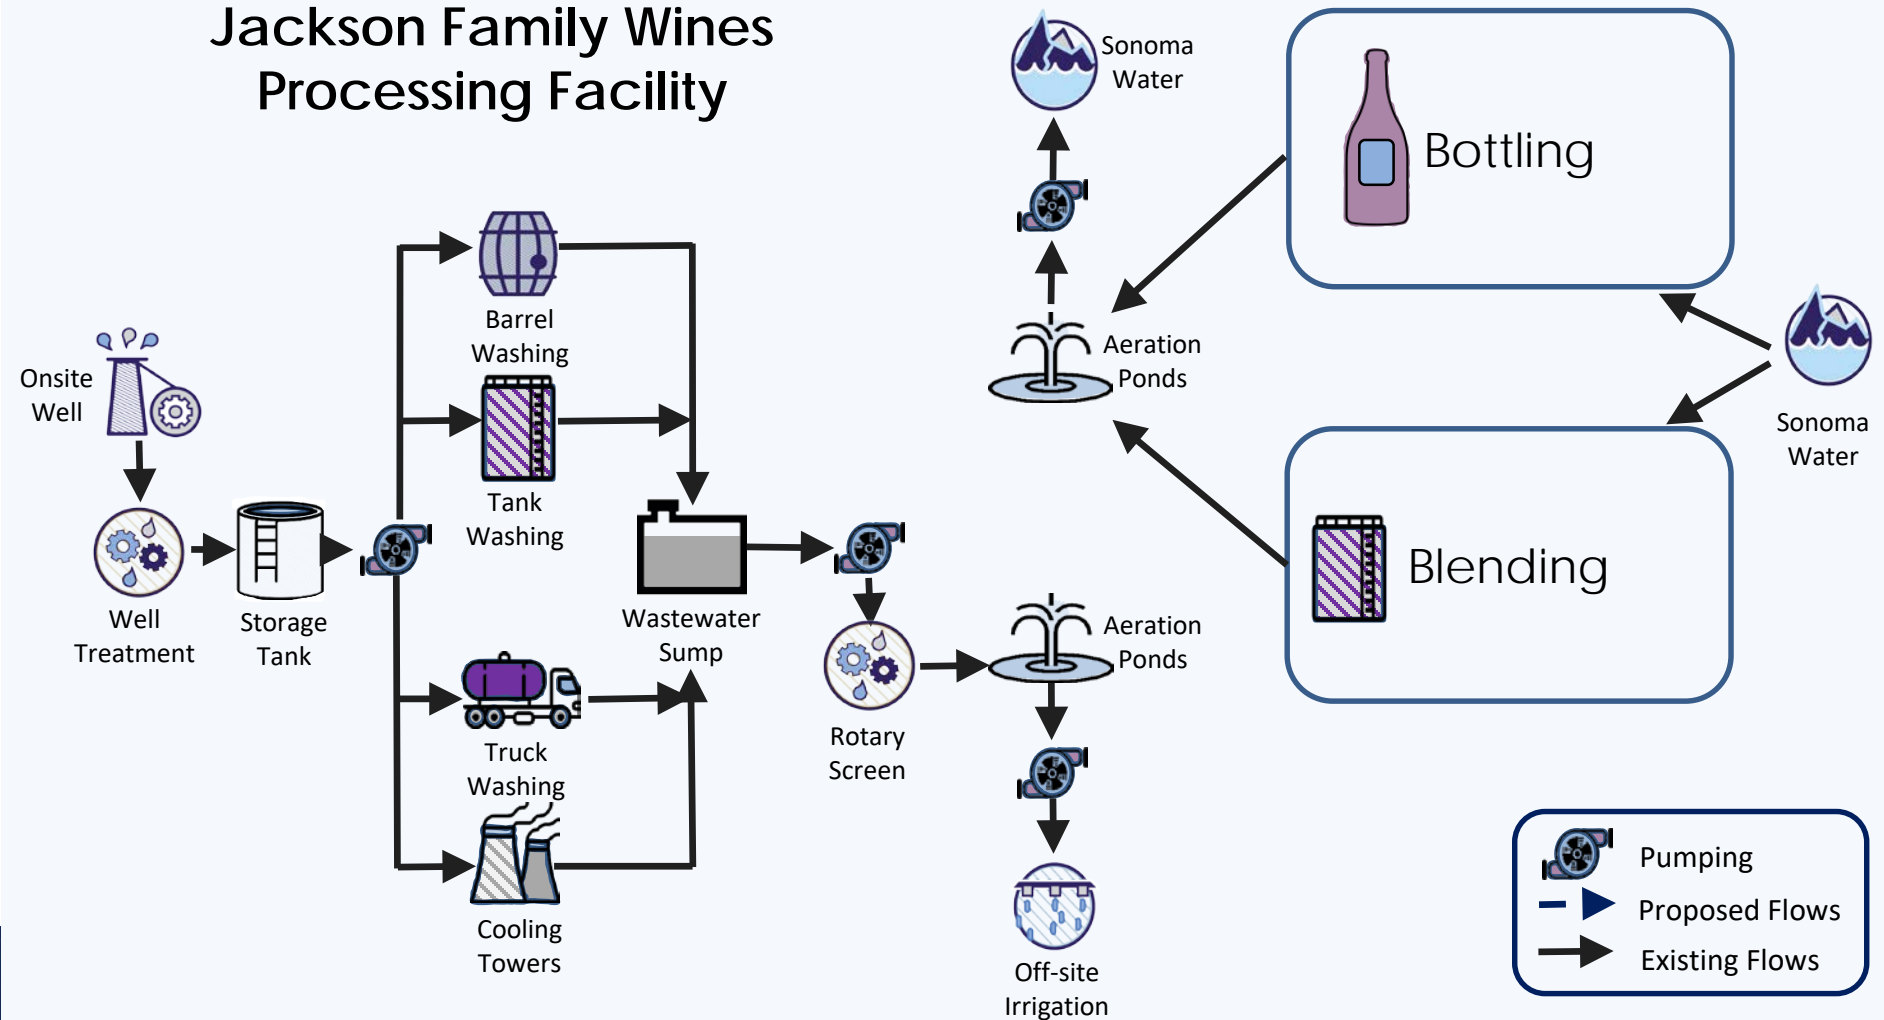 Jackson Family Wines
Processing Facility
Sonoma
Water
Bottling
Barrel
Washing
Onsite
Well
Aeration
Ponds
Sonoma
Water
Tank
Washing
Blending
Well
Treatment
Storage
Tank
Wastewater
Sump
Aeration
Ponds
Truck
Washing
Rotary
Screen
Cooling
Towers
Off-site
Irrigation
Pumping
Proposed Flows
Existing Flows